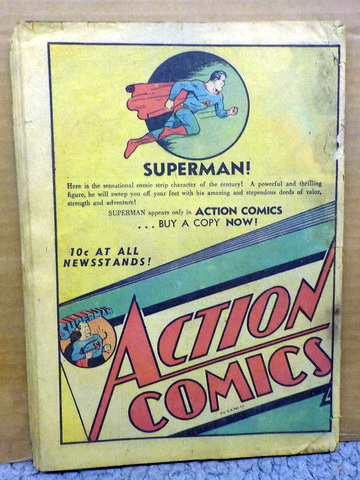 SUPERMAN!
Here is the sensational comic strip character of the century! A powerful and thrilling
figure, he will sweep you off your feet with his amazing and stupendous deeds of valor,
strength and adventure!
SUPERMAN appears only in ACTION COMICS
... BUY A COPY NOW!
10¢ AT ALL
NEWSSTANDS!
ACTION
COMICS